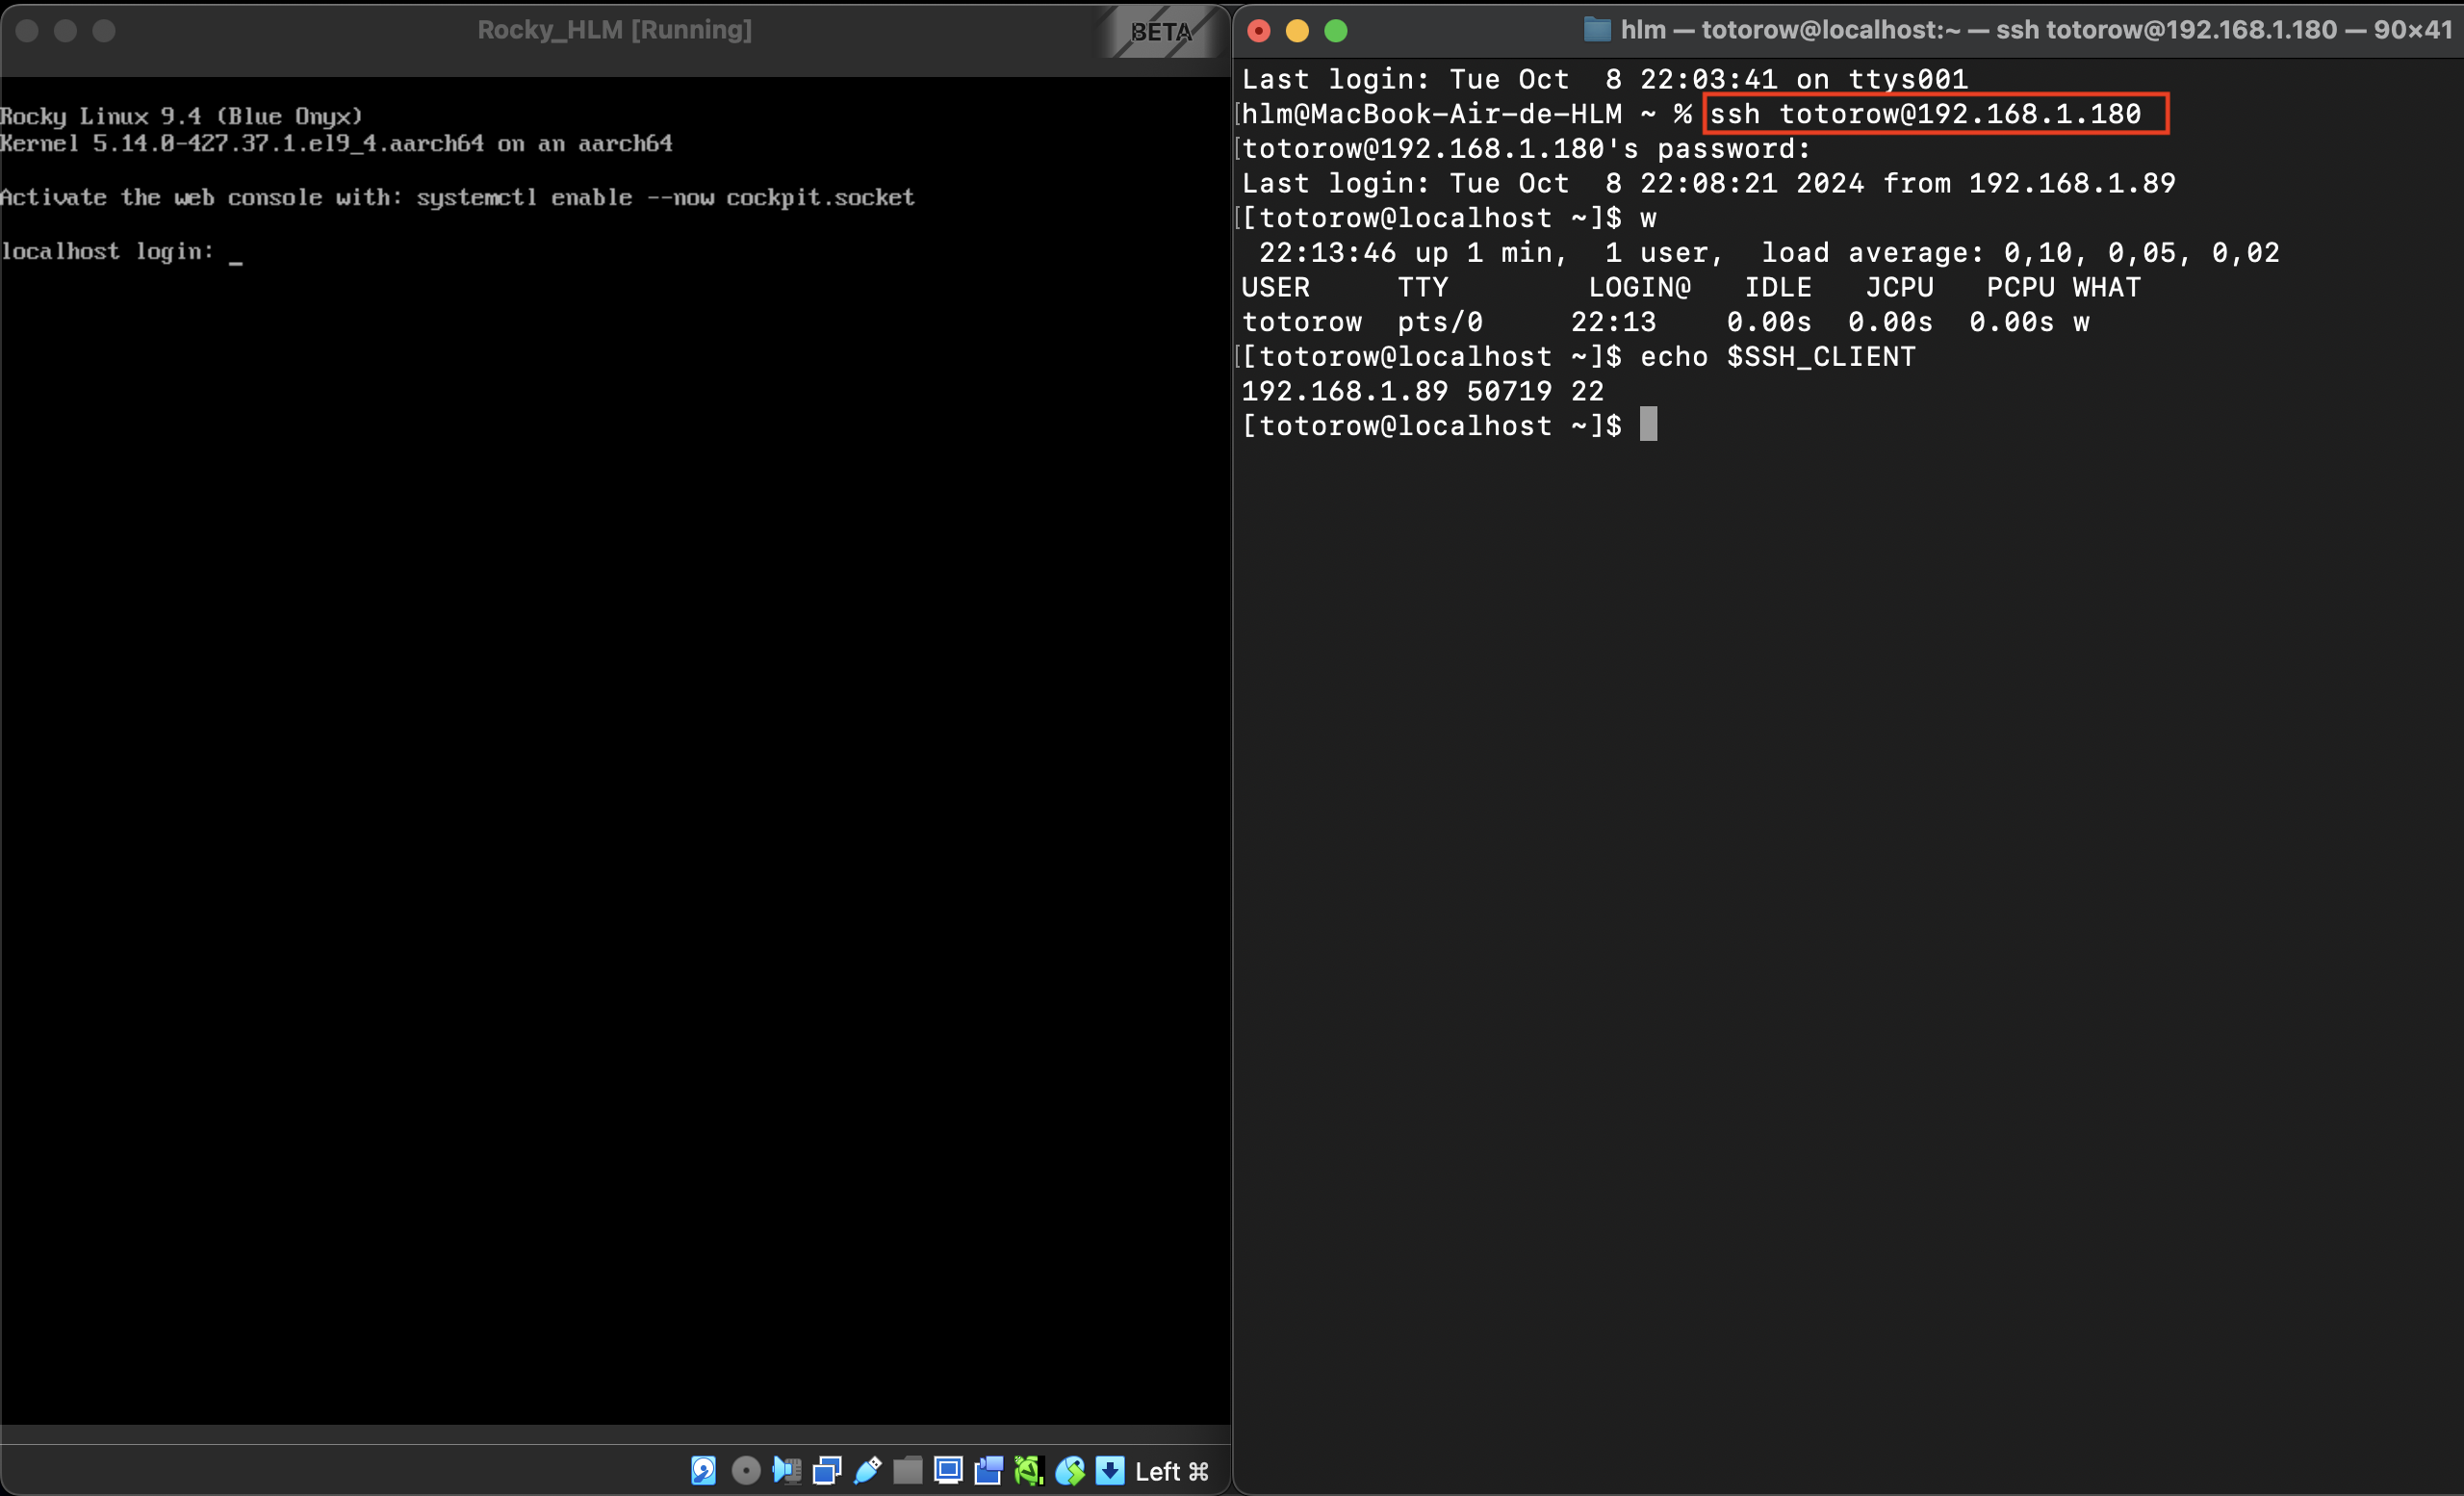 Rocky_HLM [Running]
BETA
Rocky Linux 9.4 (Blue Onyx)
Kernel 5.14.0-427.37.1.el9_4.aarch64 on an aarch64
Activate the web console with: systemctl enable --now cockpit.socket
localhost login: _
Left ⌘
hlm — totorow@localhost:~ — ssh totorow@192.168.1.180 — 90×41
Last login: Tue Oct  8 22:03:41 on ttys001
[hlm@MacBook-Air-de-HLM ~ % ssh totorow@192.168.1.180
[totorow@192.168.1.180's password:
Last login: Tue Oct  8 22:08:21 2024 from 192.168.1.89
[[totorow@localhost ~]$ w
 22:13:46 up 1 min,  1 user,  load average: 0,10, 0,05, 0,02
USER     TTY        LOGIN@   IDLE   JCPU   PCPU WHAT
totorow  pts/0     22:13    0.00s  0.00s  0.00s w
[[totorow@localhost ~]$ echo $SSH_CLIENT
192.168.1.89 50719 22
[totorow@localhost ~]$